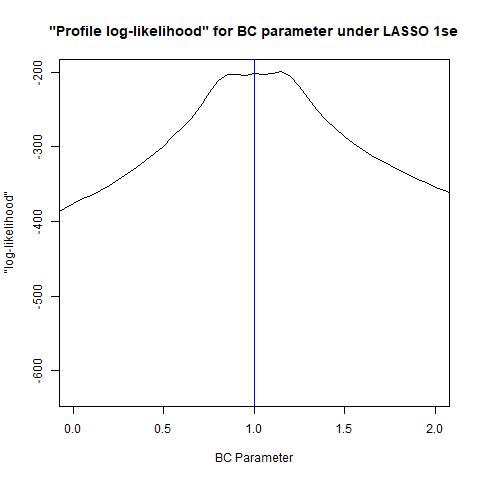 "Profile log-likelihood" for BC parameter under LASSO 1se
"log-likelihood"
-200
-300
-400
-500
-600
0.0 0.5 1.0 1.5 2.0
BC Parameter